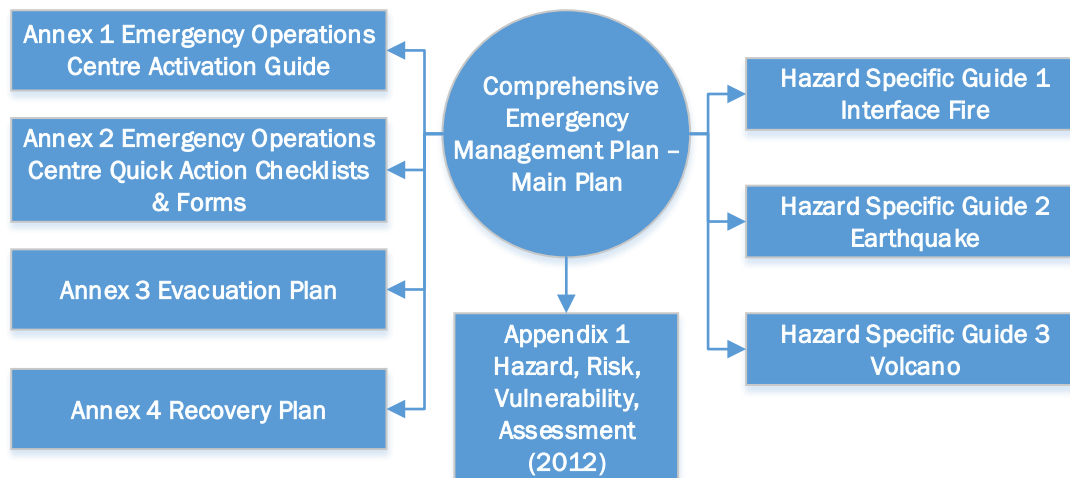 Annex 1 Emergency Operations
Centre Activation Guide
Annex 2 Emergency Operations
Centre Quick Action Checklists
& Forms
Annex 3 Evacuation Plan
Annex 4 Recovery Plan
Comprehensive
Emergency
Management Plan –
Main Plan
Appendix 1
Hazard, Risk,
Vulnerability,
Assessment
(2012)
Hazard Specific Guide 1
Interface Fire
Hazard Specific Guide 2
Earthquake
Hazard Specific Guide 3
Volcano